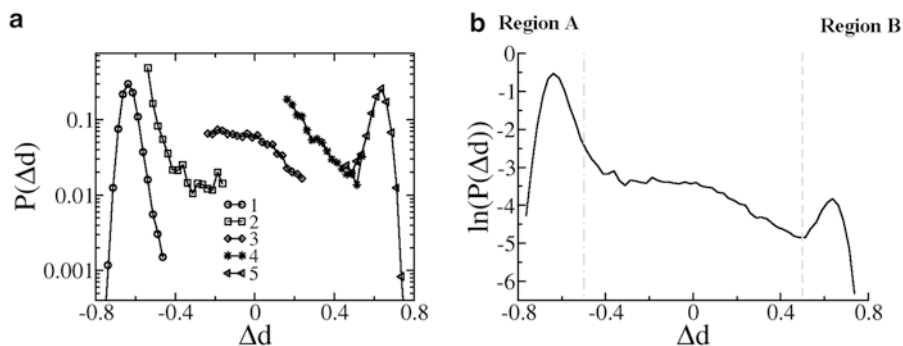 a
P(Δd)
0.1
0.01
0.001
-0.8 -0.4 0 0.4 0.8
Δd
1
2
3
4
5
b
Region A
Region B
ln(P(Δd))
0
-1
-2
-3
-4
-5
-6
-0.8 -0.4 0 0.4 0.8
Δd